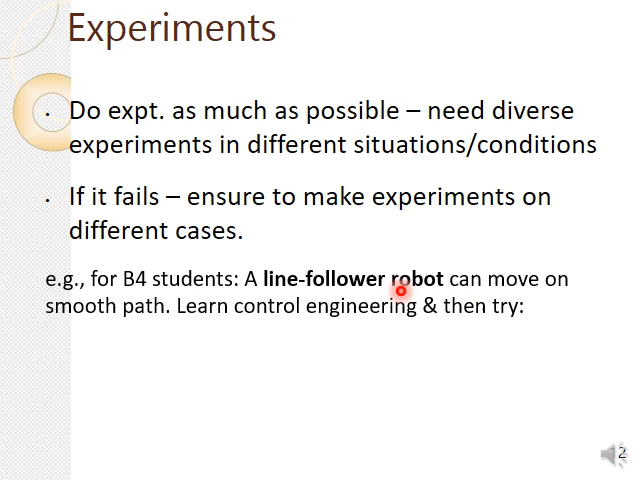 Experiments
• Do expt. as much as possible – need diverse
experiments in different situations/conditions
• If it fails – ensure to make experiments on
different cases.
e.g., for B4 students: A line-follower robot can move on
smooth path. Learn control engineering & then try:
2